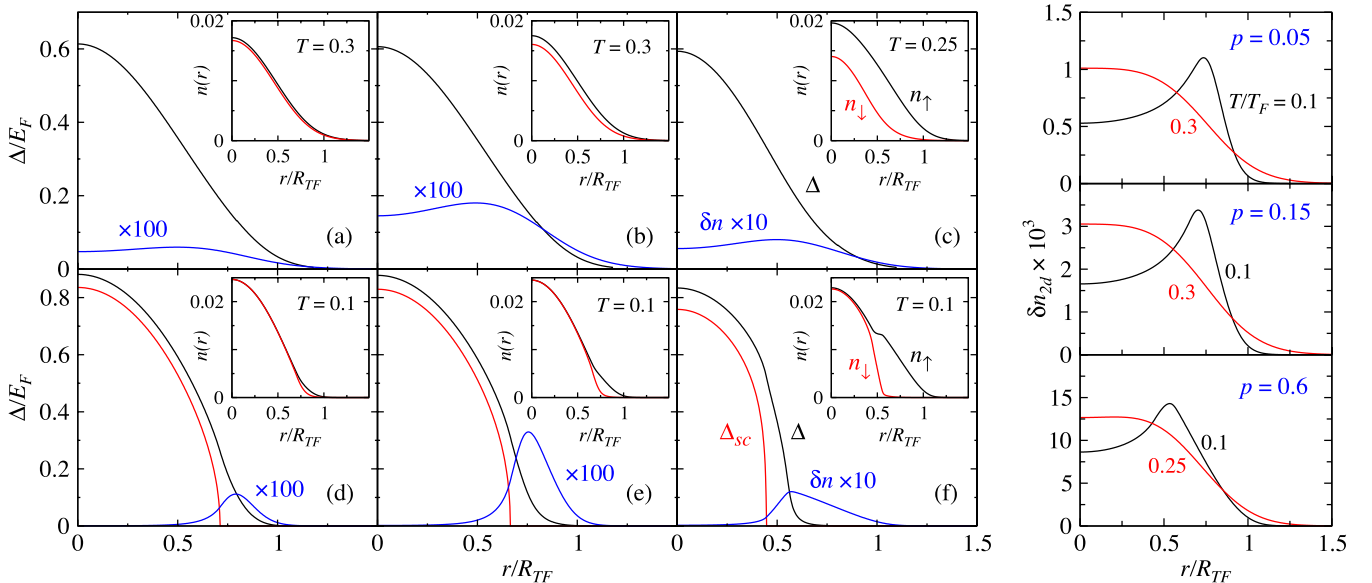 0.6
0.4
0.2
0
Δ/E_F
0.02
n(r)
0
T = 0.3
0 0.5 1
r/R_TF
×100
(a)
0.02
n(r)
0
T = 0.3
0 0.5 1
r/R_TF
×100
(b)
0.02
n(r)
0
T = 0.25
n↓
n↑
0 0.5 1
r/R_TF
Δ
δn ×10
(c)
0.8
0.6
0.4
0.2
0
Δ/E_F
0.02
n(r)
0
T = 0.1
0 0.5 1
r/R_TF
×100
(d)
0.02
n(r)
0
T = 0.1
0 0.5 1
r/R_TF
×100
(e)
0.02
n(r)
0
T = 0.1
n↓
n↑
0 0.5 1
r/R_TF
Δ_sc
Δ
δn ×10
(f)
0 0.5 1 0 0.5 1 0 0.5 1 1.5
r/R_TF
p = 0.05
1
0.5
0
T/T_F = 0.1
0.3
p = 0.15
3
2
1
0
δn_2d × 10³
0.1
0.3
p = 0.6
15
10
5
0
0.1
0.25
0 0.5 1 1.5
r/R_TF